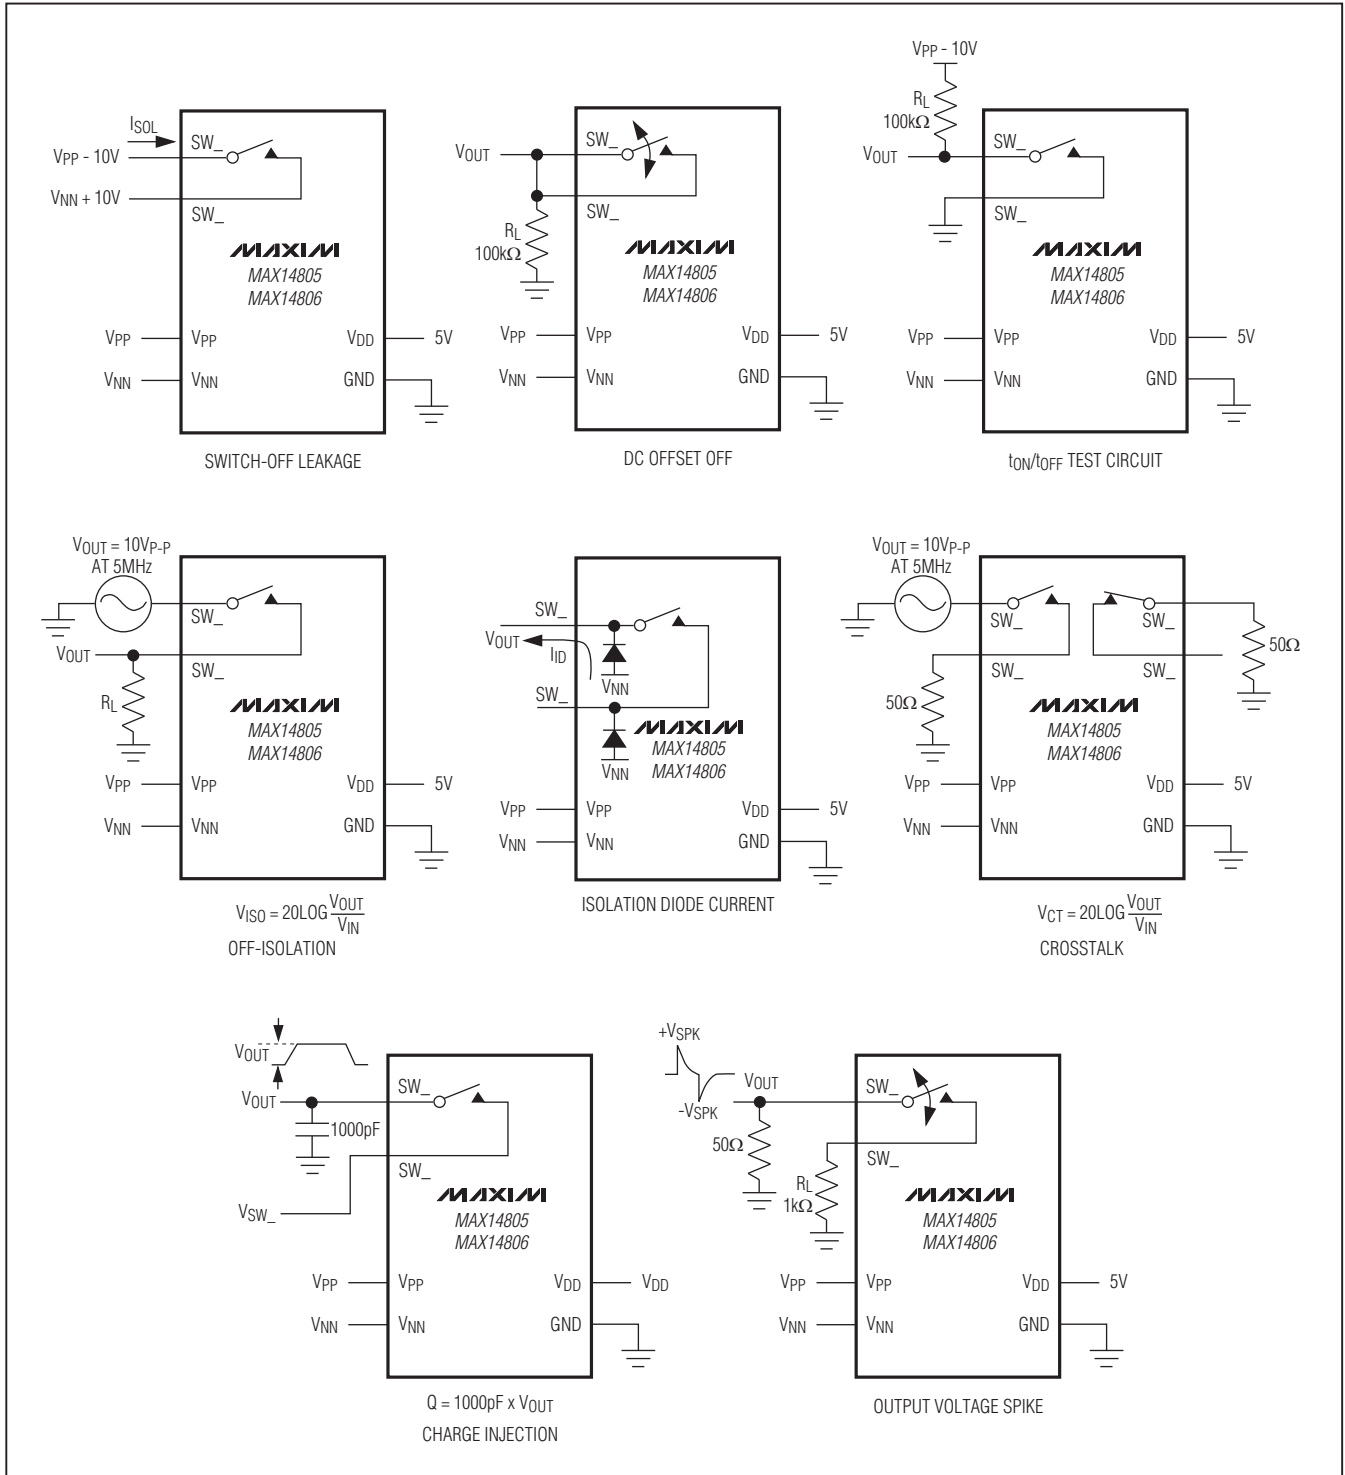 ISOL
VPP - 10V
VNN + 10V
SW_
SW_
MAXIM
MAX14805
MAX14806
VPP
VPP
VDD
5V
VNN
VNN
GND
SWITCH-OFF LEAKAGE
VOUT
SW_
SW_
RL
100kΩ
MAXIM
MAX14805
MAX14806
VPP
VPP
VDD
5V
VNN
VNN
GND
DC OFFSET OFF
VPP - 10V
RL
100kΩ
VOUT
SW_
SW_
MAXIM
MAX14805
MAX14806
VPP
VPP
VDD
5V
VNN
VNN
GND
tON/tOFF TEST CIRCUIT
VOUT = 10VP-P
AT 5MHz
SW_
VOUT
SW_
RL
MAXIM
MAX14805
MAX14806
VPP
VPP
VDD
5V
VNN
VNN
GND
VISO = 20LOG VOUT
VIN
OFF-ISOLATION
SW_
VOUT
IID
VNN
SW_
MAXIM
MAX14805
VNN
MAX14806
VPP
VPP
VDD
5V
VNN
VNN
GND
ISOLATION DIODE CURRENT
VOUT = 10VP-P
AT 5MHz
SW_
SW_
50Ω
SW_
SW_
50Ω
MAXIM
MAX14805
MAX14806
VPP
VPP
VDD
5V
VNN
VNN
GND
VCT = 20LOG VOUT
VIN
CROSSTALK
VOUT
VOUT
SW_
1000pF
SW_
VSW_
MAXIM
MAX14805
MAX14806
VPP
VPP
VDD
VDD
VNN
VNN
GND
Q = 1000pF x VOUT
CHARGE INJECTION
+VSPK
VOUT
-VSPK
SW_
50Ω
SW_
RL
1kΩ
MAXIM
MAX14805
MAX14806
VPP
VPP
VDD
5V
VNN
VNN
GND
OUTPUT VOLTAGE SPIKE